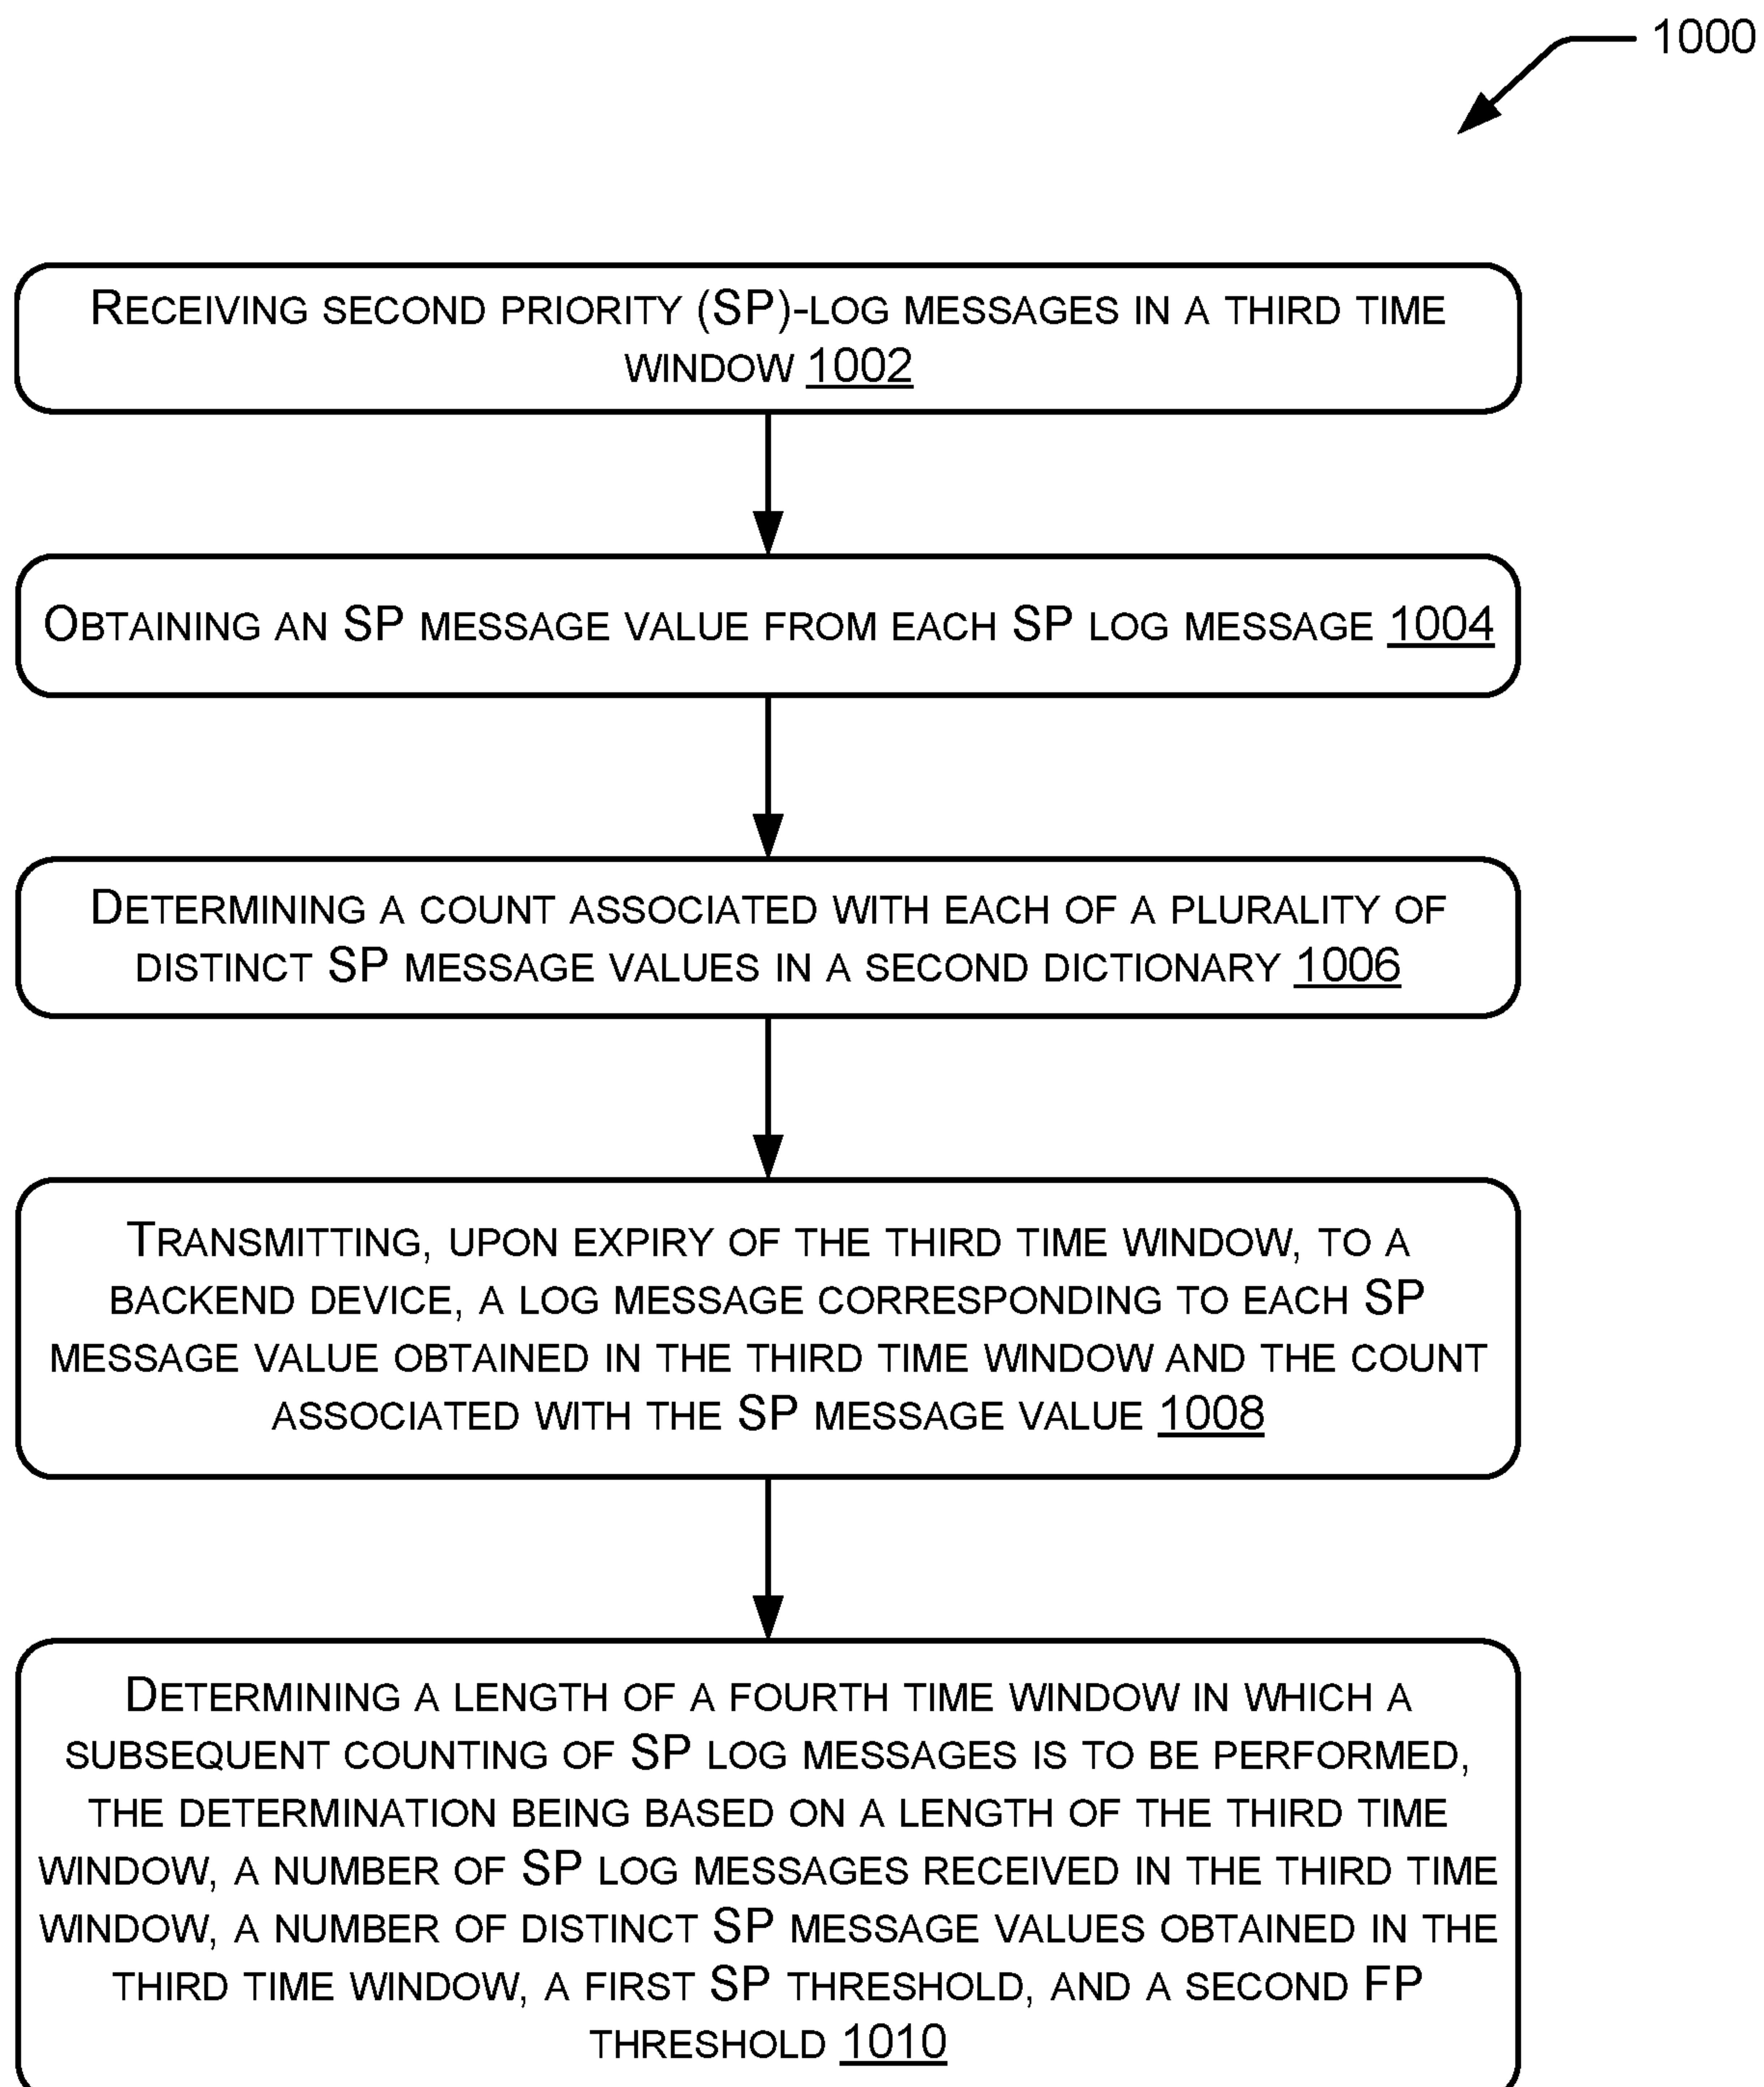 1000
RECEIVING SECOND PRIORITY (SP)-LOG MESSAGES IN A THIRD TIME
WINDOW 1002
OBTAINING AN SP MESSAGE VALUE FROM EACH SP LOG MESSAGE 1004
DETERMINING A COUNT ASSOCIATED WITH EACH OF A PLURALITY OF
DISTINCT SP MESSAGE VALUES IN A SECOND DICTIONARY 1006
TRANSMITTING, UPON EXPIRY OF THE THIRD TIME WINDOW, TO A
BACKEND DEVICE, A LOG MESSAGE CORRESPONDING TO EACH SP
MESSAGE VALUE OBTAINED IN THE THIRD TIME WINDOW AND THE COUNT
ASSOCIATED WITH THE SP MESSAGE VALUE 1008
DETERMINING A LENGTH OF A FOURTH TIME WINDOW IN WHICH A
SUBSEQUENT COUNTING OF SP LOG MESSAGES IS TO BE PERFORMED,
THE DETERMINATION BEING BASED ON A LENGTH OF THE THIRD TIME
WINDOW, A NUMBER OF SP LOG MESSAGES RECEIVED IN THE THIRD TIME
WINDOW, A NUMBER OF DISTINCT SP MESSAGE VALUES OBTAINED IN THE
THIRD TIME WINDOW, A FIRST SP THRESHOLD, AND A SECOND FP
THRESHOLD 1010